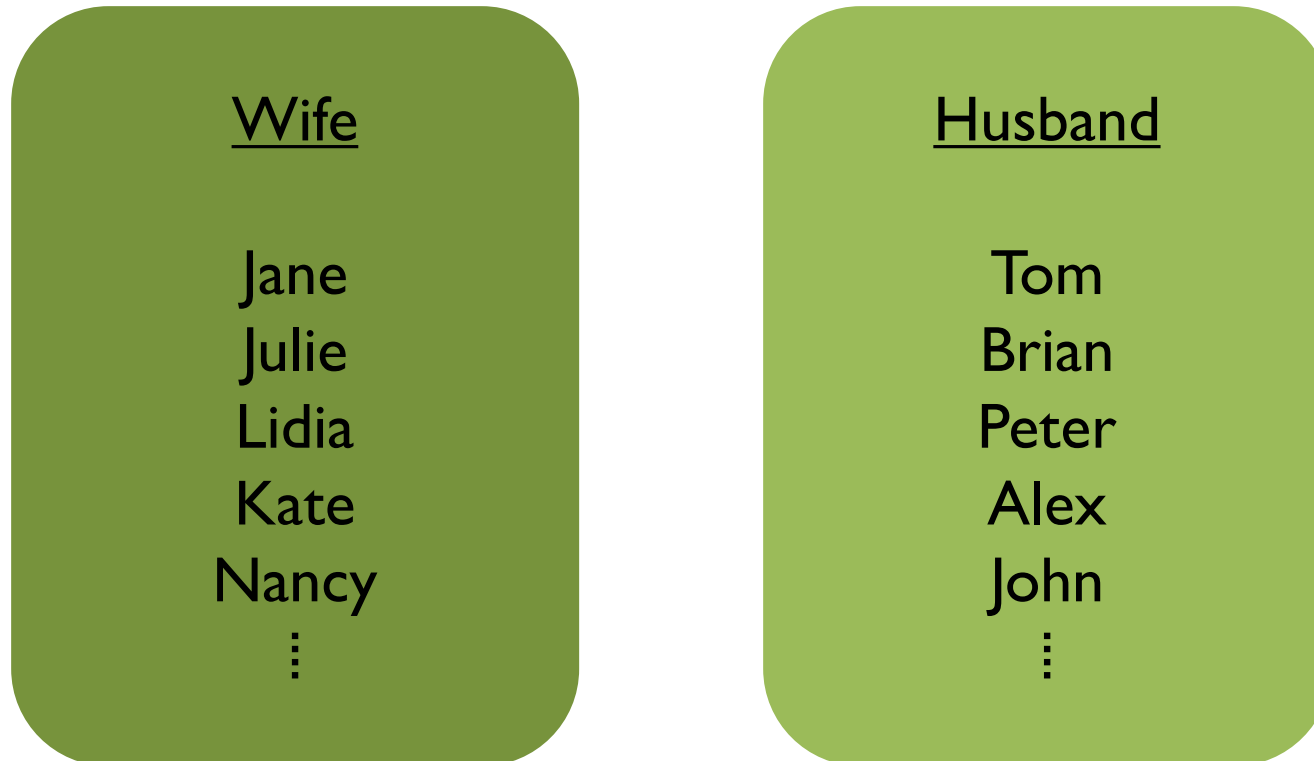 Wife
Jane
Julie
Lidia
Kate
Nancy
⁞
Husband
Tom
Brian
Peter
Alex
John
⁞